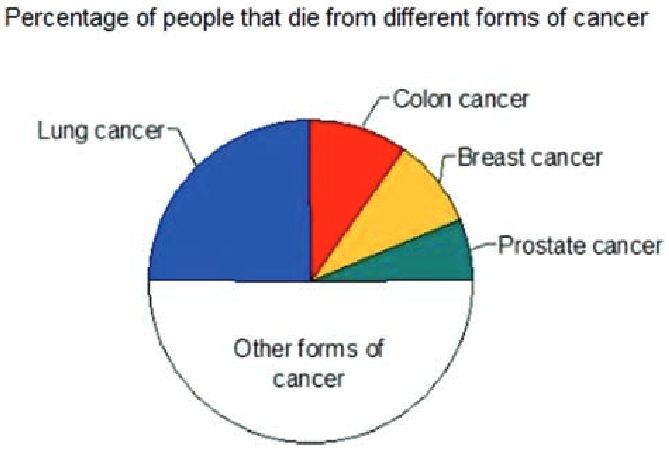 Percentage of people that die from different forms of cancer
Colon cancer
Lung cancer
Breast cancer
Prostate cancer
Other forms of
cancer